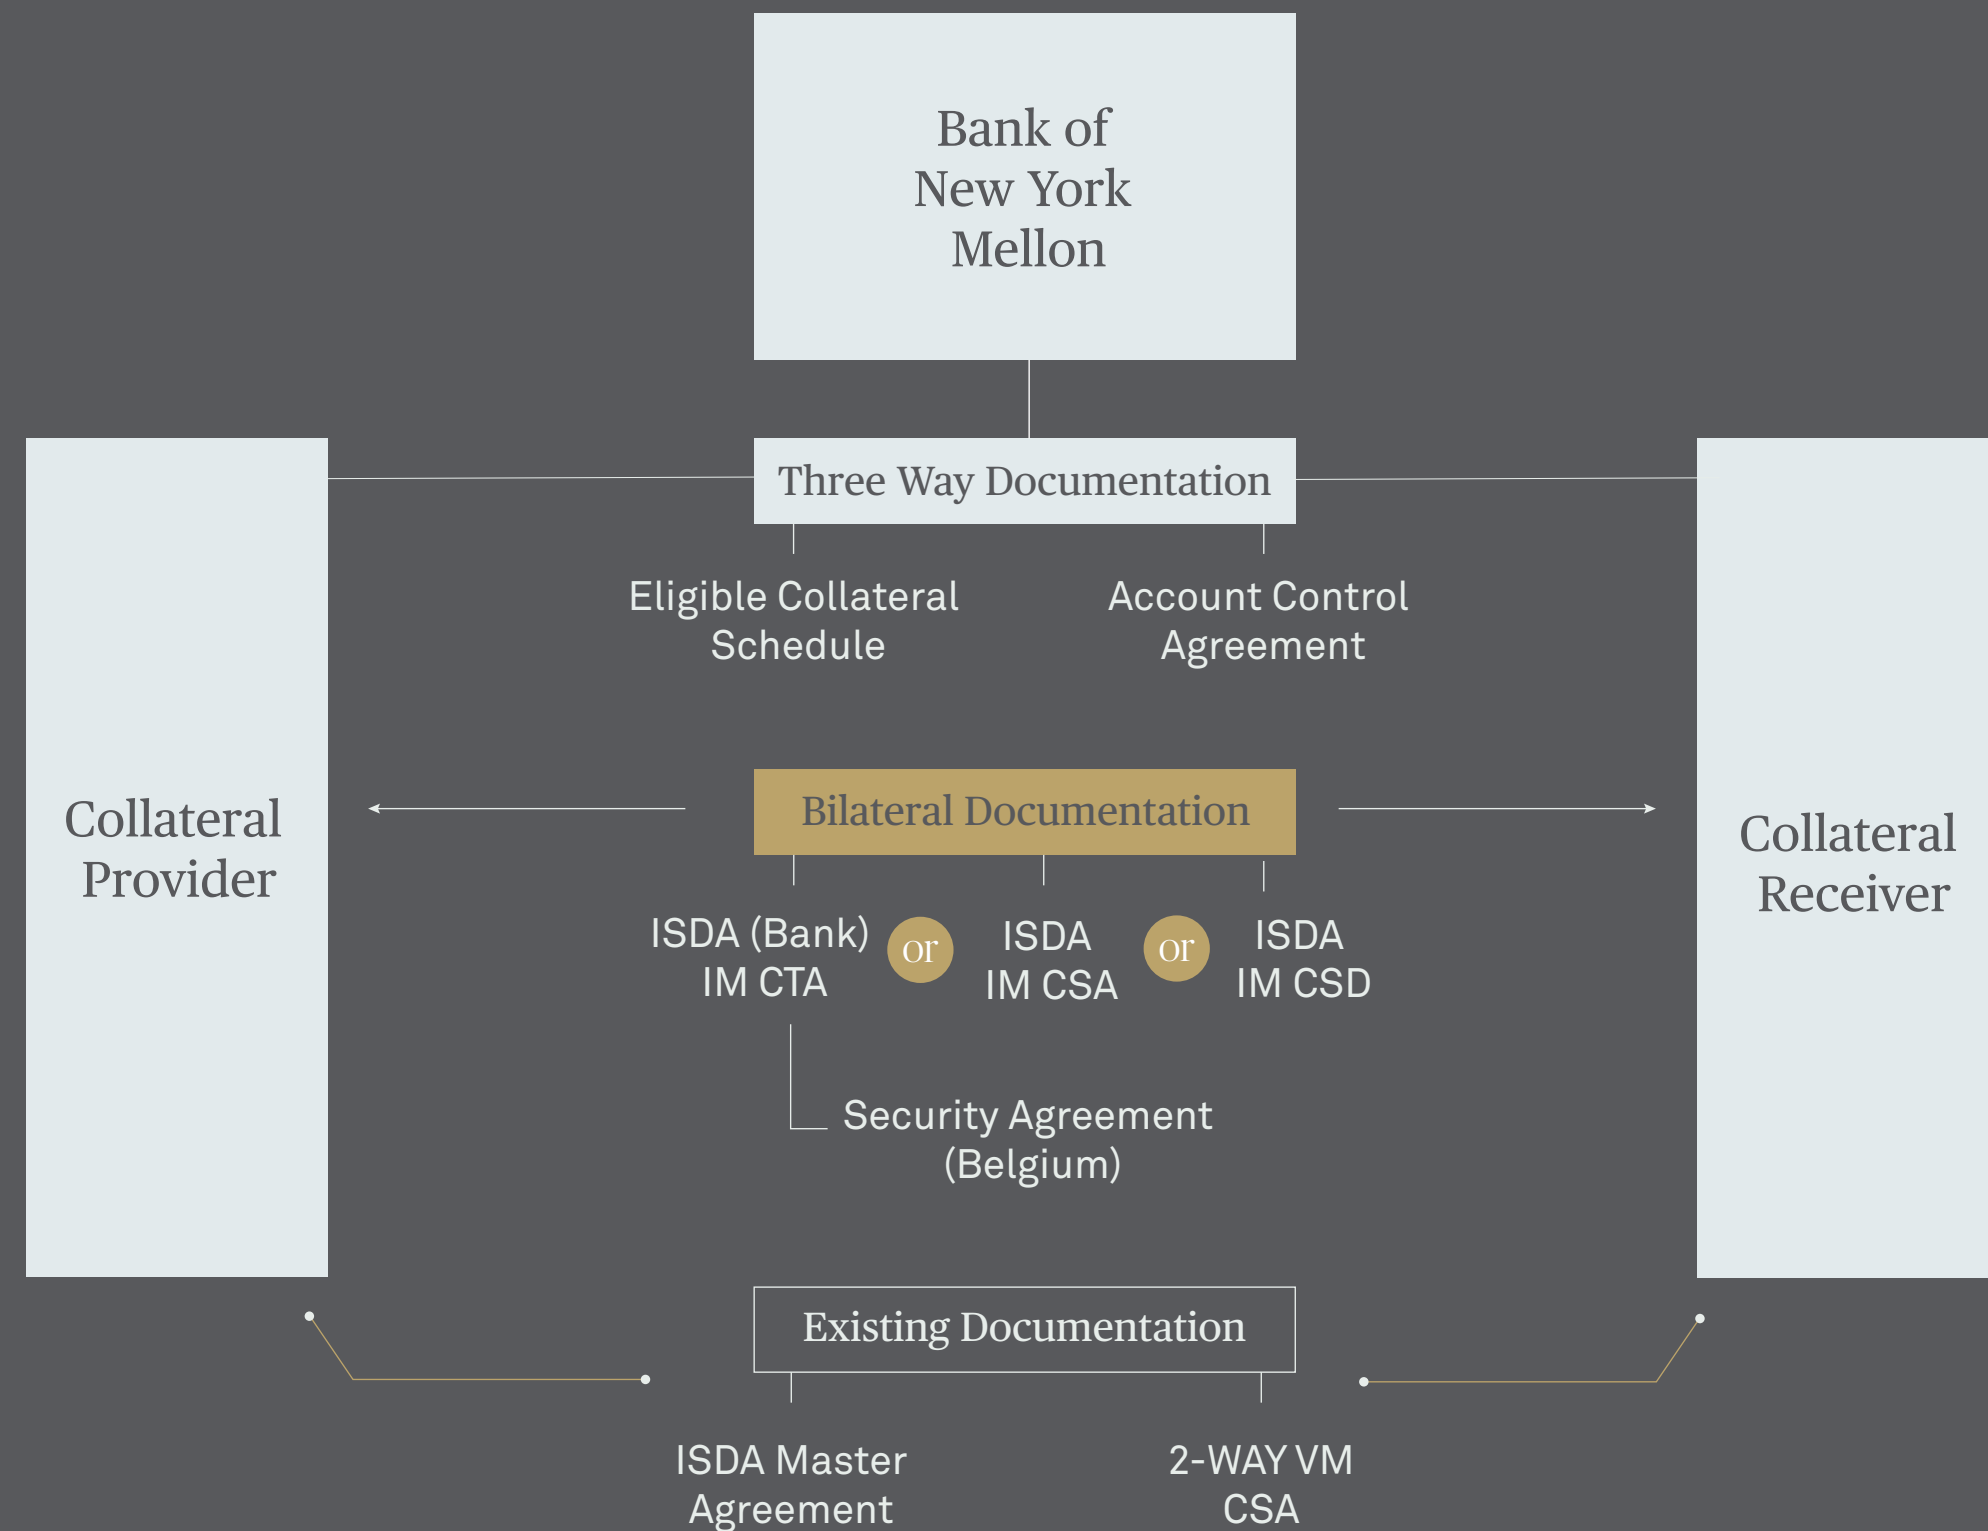 Bank of
New York
Mellon
Three Way Documentation
Eligible Collateral
Schedule
Account Control
Agreement
Collateral
Provider
Bilateral Documentation
Collateral
Receiver
ISDA (Bank)
IM CTA
or
ISDA
IM CSA
or
ISDA
IM CSD
Security Agreement
(Belgium)
Existing Documentation
ISDA Master
Agreement
2-WAY VM
CSA